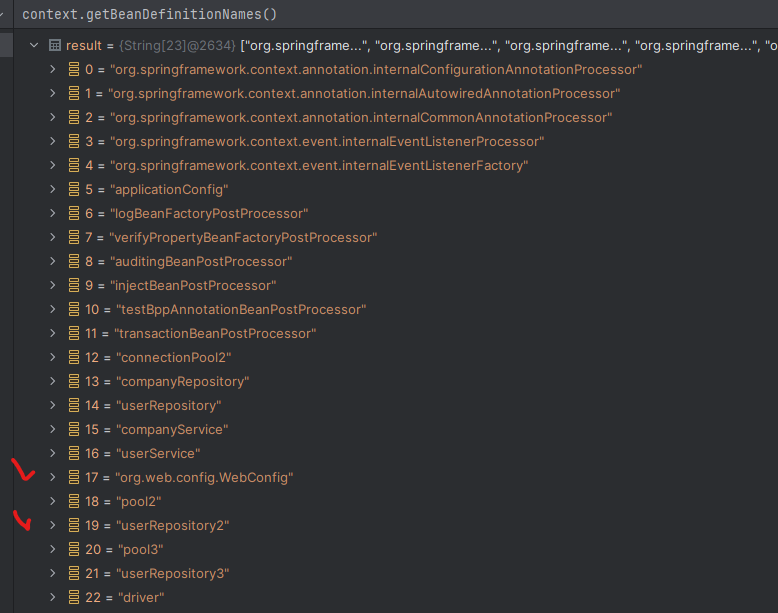 context.getBeanDefinitionNames()
result = {String[23]@2634} ["org.springframe...", "org.springframe...", "org.springframe...", "org.springframe...", "o
0 = "org.springframework.context.annotation.internalConfigurationAnnotationProcessor"
1 = "org.springframework.context.annotation.internalAutowiredAnnotationProcessor"
2 = "org.springframework.context.annotation.internalCommonAnnotationProcessor"
3 = "org.springframework.context.event.internalEventListenerProcessor"
4 = "org.springframework.context.event.internalEventListenerFactory"
5 = "applicationConfig"
6 = "logBeanFactoryPostProcessor"
7 = "verifyPropertyBeanFactoryPostProcessor"
8 = "auditingBeanPostProcessor"
9 = "injectBeanPostProcessor"
10 = "testBppAnnotationBeanPostProcessor"
11 = "transactionBeanPostProcessor"
12 = "connectionPool2"
13 = "companyRepository"
14 = "userRepository"
15 = "companyService"
16 = "userService"
17 = "org.web.config.WebConfig"
18 = "pool2"
19 = "userRepository2"
20 = "pool3"
21 = "userRepository3"
22 = "driver"